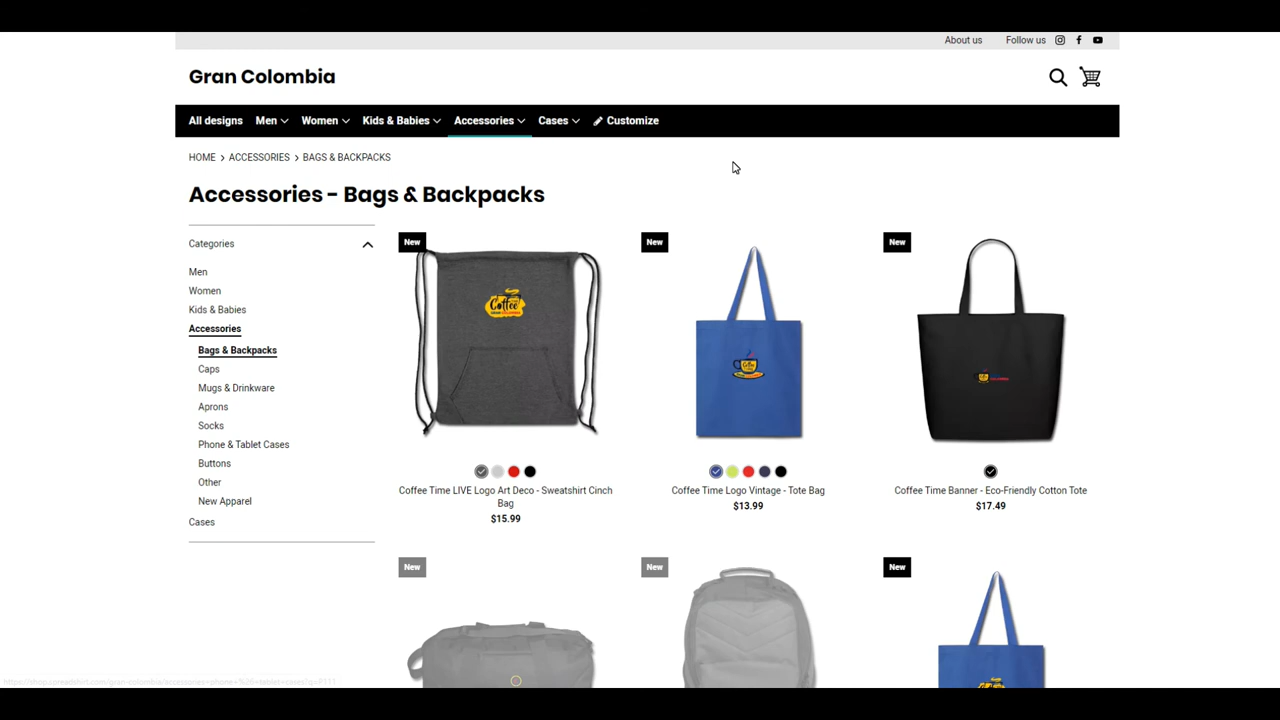 About us Follow us
Gran Colombia
All designs Men Women Kids & Babies Accessories Cases Customize
HOME > ACCESSORIES > BAGS & BACKPACKS
Accessories - Bags & Backpacks
Categories
Men
Women
Kids & Babies
Accessories
Bags & Backpacks
Caps
Mugs & Drinkware
Aprons
Socks
Phone & Tablet Cases
Buttons
Other
New Apparel
Cases
New
Coffee
Coffee Time LIVE Logo Art Deco - Sweatshirt Cinch
Bag
$15.99
New
Coffee
Coffee Time Logo Vintage - Tote Bag
$13.99
New
Coffee Time Banner - Eco-Friendly Cotton Tote
$17.49
New
New
New